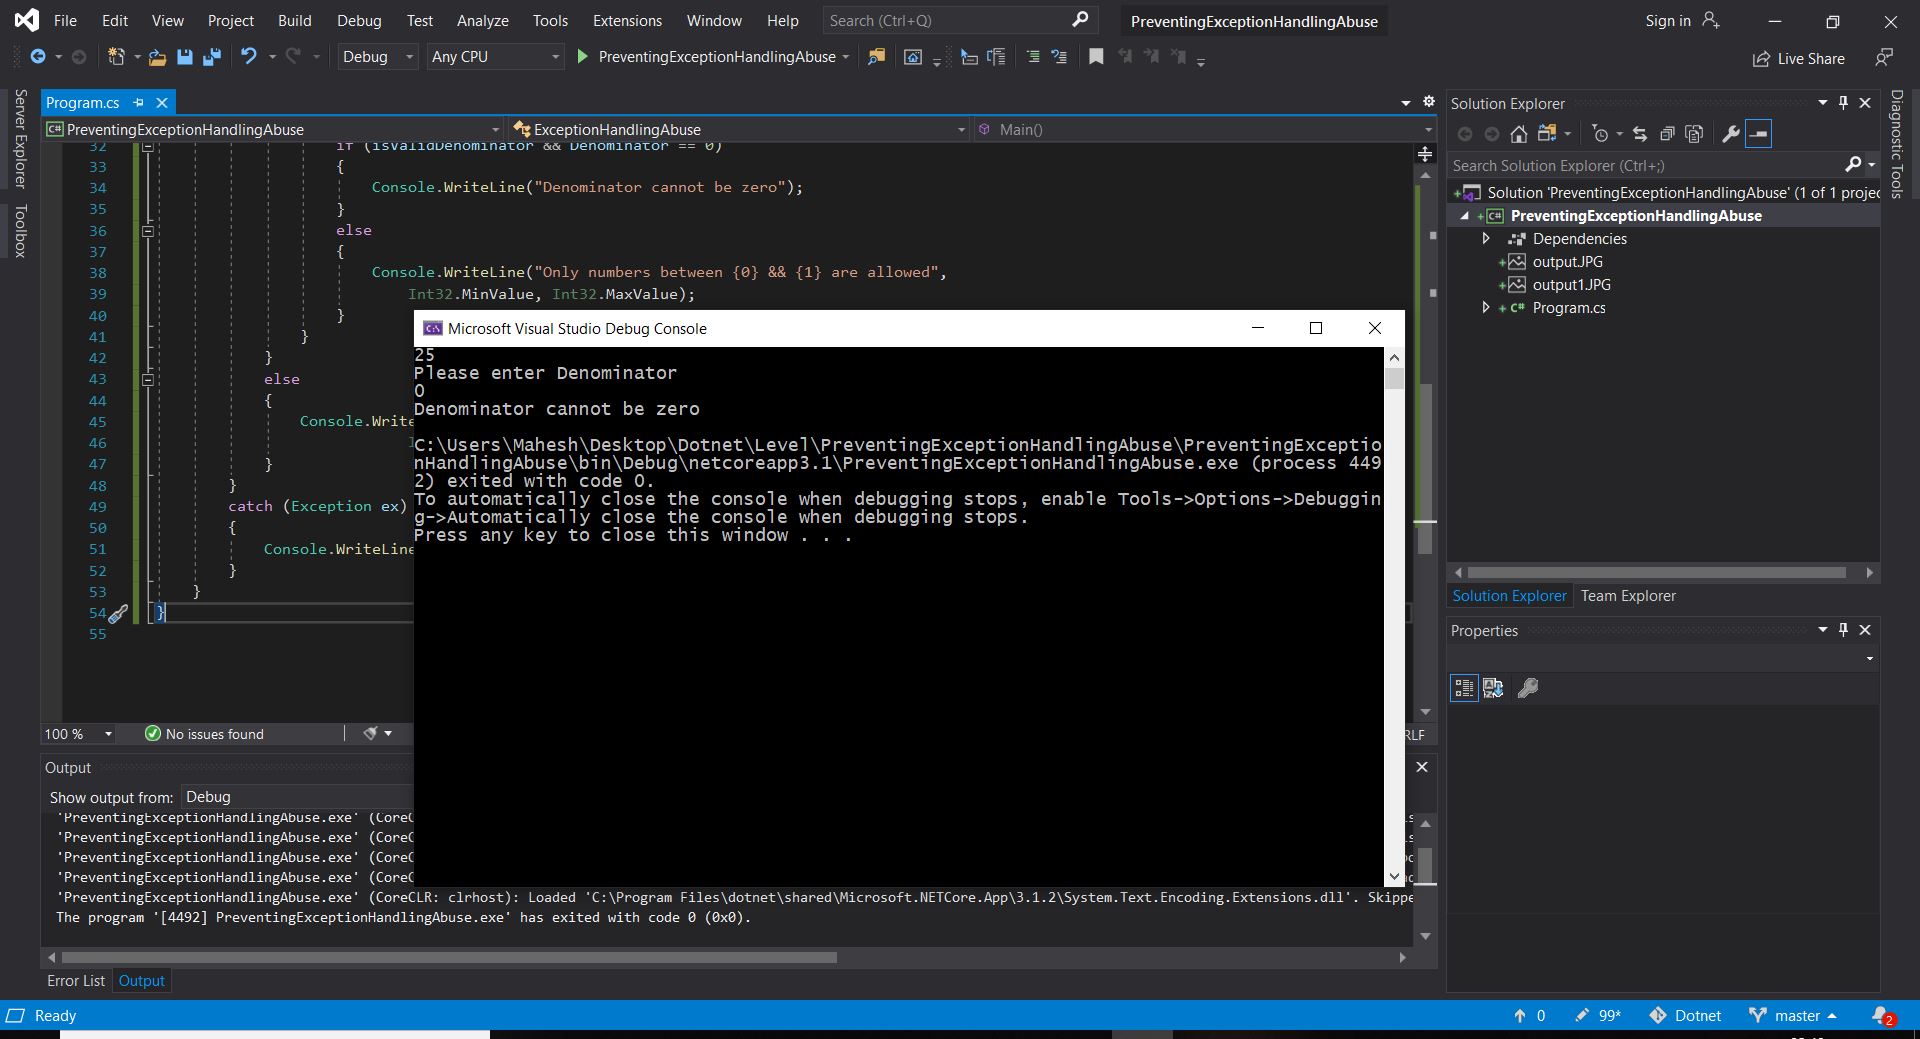 File Edit View Project Build Debug Test Analyze Tools Extensions Window Help Search (Ctrl+Q) PreventingExceptionHandlingAbuse Sign in
Debug Any CPU PreventingExceptionHandlingAbuse Live Share
Server Explorer
Toolbox
Program.cs
PreventingExceptionHandlingAbuse ExceptionHandlingAbuse Main()
32 if (isValidDenominator && Denominator == 0)
33 {
34 Console.WriteLine("Denominator cannot be zero");
35 }
36 else
37 {
38 Console.WriteLine("Only numbers between {0} && {1} are allowed",
39 Int32.MinValue, Int32.MaxValue);
40 }
41 }
42 }
43 else
44 {
45 Console.Write
46
47 }
48 }
49 catch (Exception ex)
50 {
51 Console.WriteLine
52 }
53 }
54 }
55
100 % No issues found
RLF
Microsoft Visual Studio Debug Console
25
Please enter Denominator
0
Denominator cannot be zero
C:\Users\Mahesh\Desktop\Dotnet\Level\PreventingExceptionHandlingAbuse\PreventingExceptio
nHandlingAbuse\bin\Debug\netcoreapp3.1\PreventingExceptionHandlingAbuse.exe (process 449
2) exited with code 0.
To automatically close the console when debugging stops, enable Tools->Options->Debuggin
g->Automatically close the console when debugging stops.
Press any key to close this window . . .
Output
Show output from: Debug
'PreventingExceptionHandlingAbuse.exe' (CoreC
'PreventingExceptionHandlingAbuse.exe' (CoreC
'PreventingExceptionHandlingAbuse.exe' (CoreC
'PreventingExceptionHandlingAbuse.exe' (CoreC
'PreventingExceptionHandlingAbuse.exe' (CoreCLR: clrhost): Loaded 'C:\Program Files\dotnet\shared\Microsoft.NETCore.App\3.1.2\System.Text.Encoding.Extensions.dll'. Skippe
The program '[4492] PreventingExceptionHandlingAbuse.exe' has exited with code 0 (0x0).
Error List Output
Solution Explorer
Search Solution Explorer (Ctrl+;)
Solution 'PreventingExceptionHandlingAbuse' (1 of 1 projec
C# PreventingExceptionHandlingAbuse
Dependencies
output.JPG
output1.JPG
C# Program.cs
Solution Explorer Team Explorer
Properties
Diagnostic Tools
Ready 0 99* Dotnet master 2